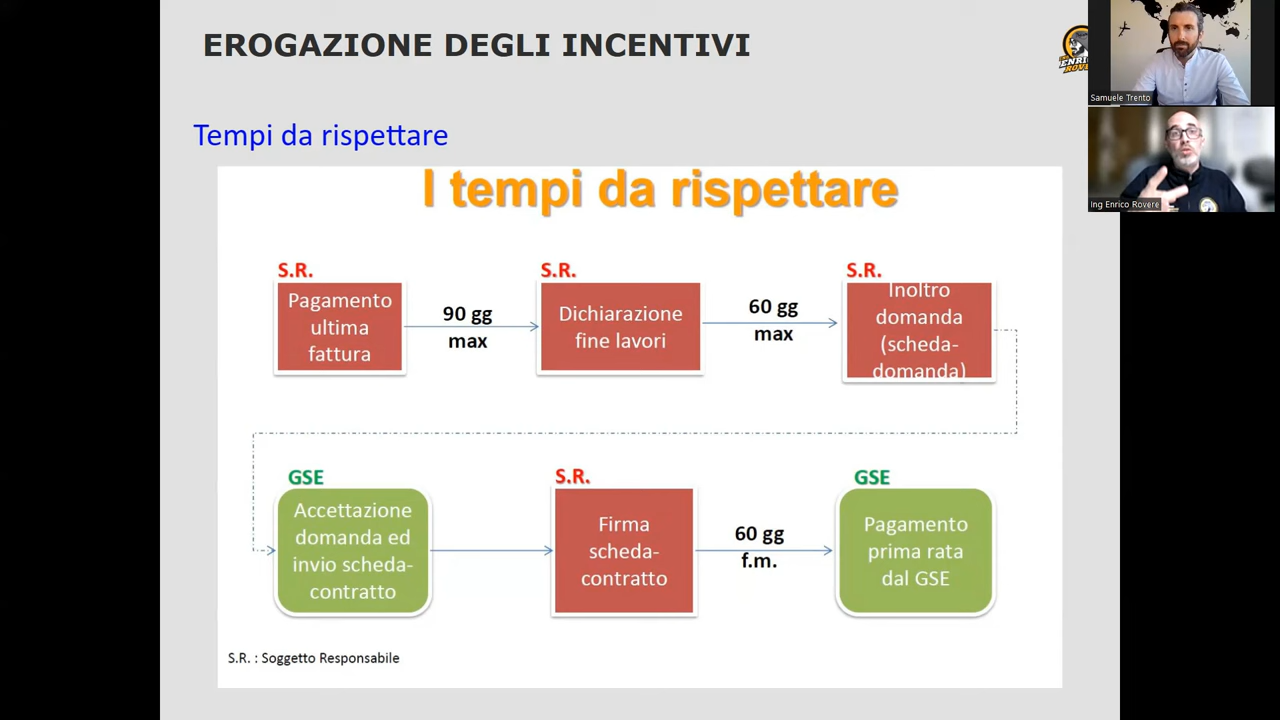 EROGAZIONE DEGLI INCENTIVI
Samuele Trento
Ing Enrico Rovere
Tempi da rispettare
I tempi da rispettare
S.R.
Pagamento
ultima
fattura
90 gg
max
S.R.
Dichiarazione
fine lavori
60 gg
max
S.R.
Inoltro
domanda
(scheda-
domanda)
GSE
Accettazione
domanda ed
invio scheda-
contratto
S.R.
Firma
scheda-
contratto
60 gg
f.m.
GSE
Pagamento
prima rata
dal GSE
S.R. : Soggetto Responsabile